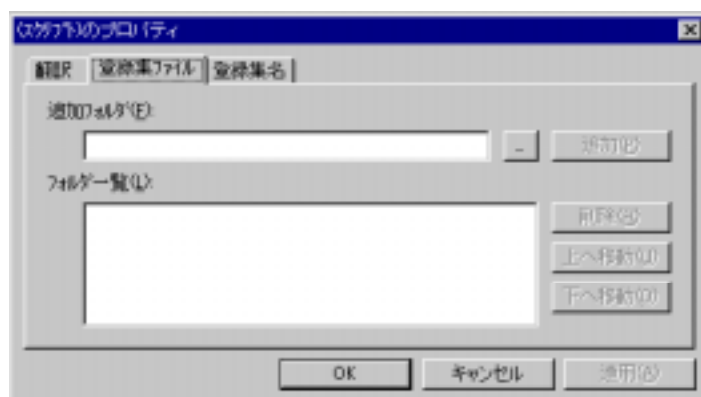 (スクリプト)のプロパティ
翻訳 登録集ファイル 登録集名
追加フォルダ(F):
... 追加(P)
フォルダ一覧(L):
削除(R)
上へ移動(U)
下へ移動(D)
OK キャンセル 適用(A)